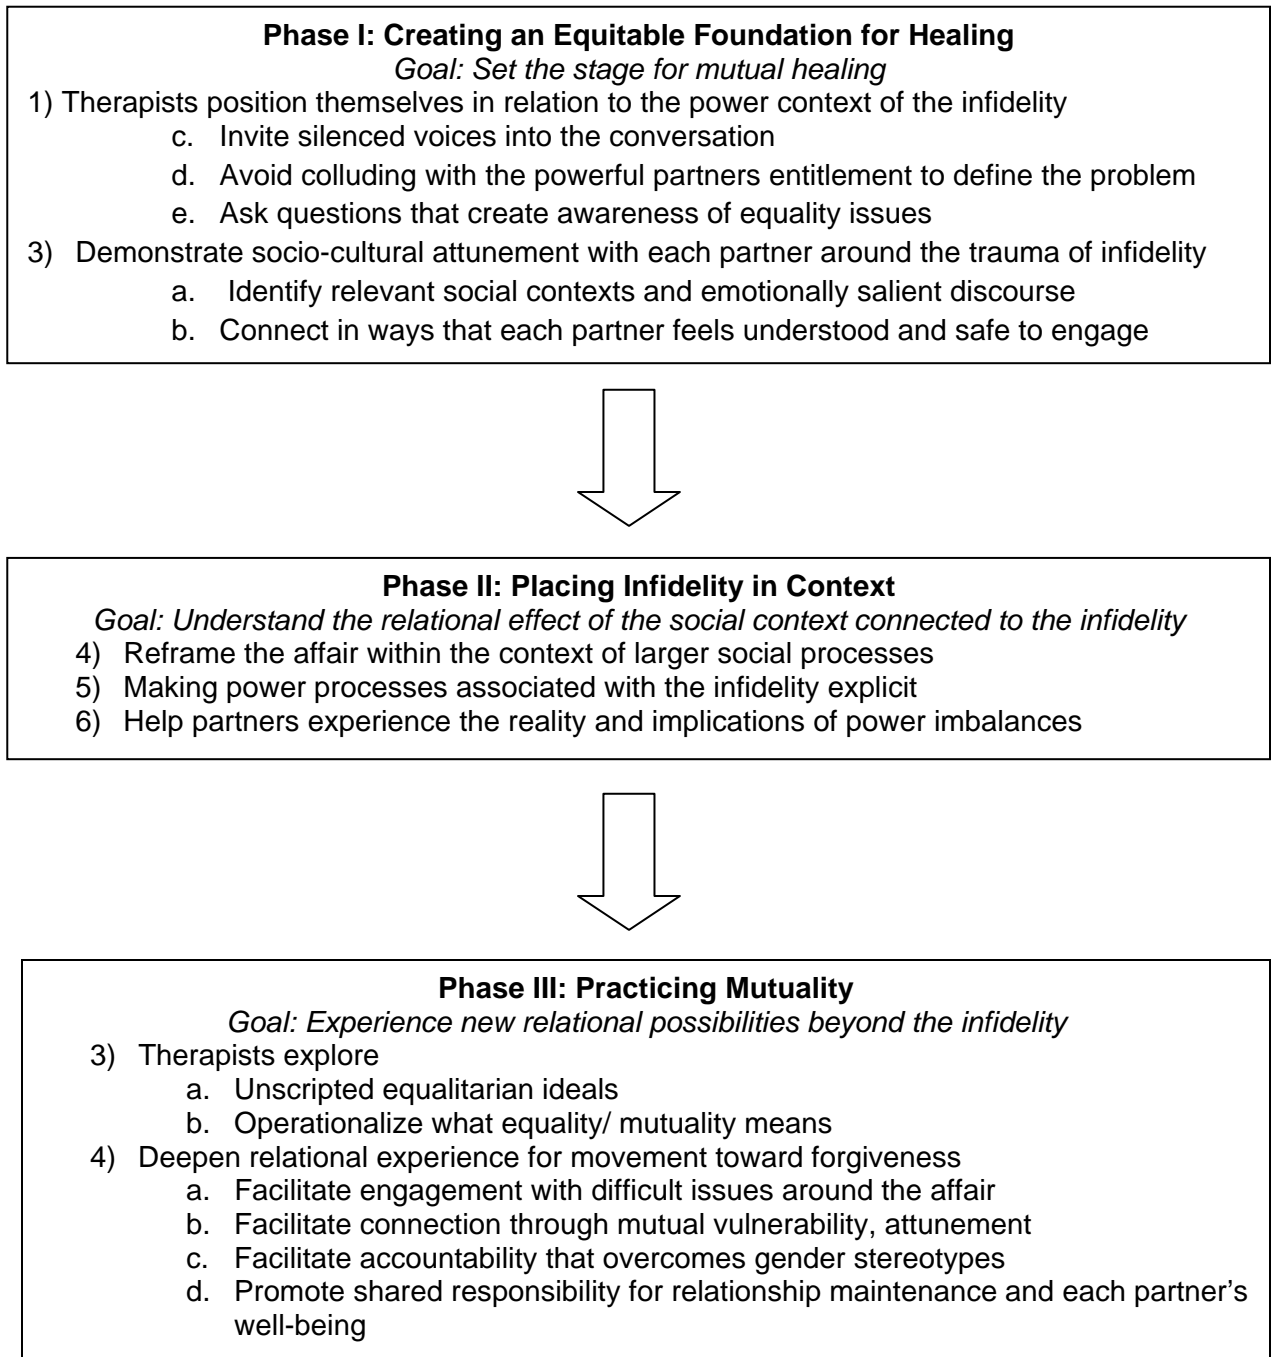 Phase I: Creating an Equitable Foundation for Healing
Goal: Set the stage for mutual healing
1) Therapists position themselves in relation to the power context of the infidelity
c. Invite silenced voices into the conversation
d. Avoid colluding with the powerful partners entitlement to define the problem
e. Ask questions that create awareness of equality issues
3) Demonstrate socio-cultural attunement with each partner around the trauma of infidelity
a. Identify relevant social contexts and emotionally salient discourse
b. Connect in ways that each partner feels understood and safe to engage
Phase II: Placing Infidelity in Context
Goal: Understand the relational effect of the social context connected to the infidelity
4) Reframe the affair within the context of larger social processes
5) Making power processes associated with the infidelity explicit
6) Help partners experience the reality and implications of power imbalances
Phase III: Practicing Mutuality
Goal: Experience new relational possibilities beyond the infidelity
3) Therapists explore
a. Unscripted equalitarian ideals
b. Operationalize what equality/ mutuality means
4) Deepen relational experience for movement toward forgiveness
a. Facilitate engagement with difficult issues around the affair
b. Facilitate connection through mutual vulnerability, attunement
c. Facilitate accountability that overcomes gender stereotypes
d. Promote shared responsibility for relationship maintenance and each partner's
well-being